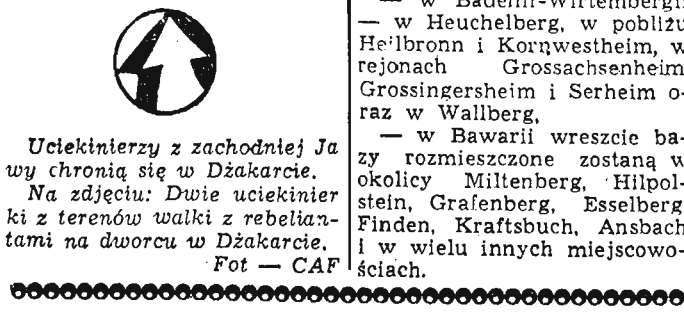 Uciekinierzy z zachodniej Ja
wy chronią się w Dżakarcie.
Na zdjęciu: Dwie uciekinier
ki z terenów walki z rebelian-
tami na dworcu w Dżakarcie.
Fot — CAF
— w Badenii-Wirtembergii
— w Heuchelberg, w pobliżu
Heilbronn i Kornwestheim, w
rejonach Grossachsenheim
Grossingersheim i Serheim o-
raz w Wallberg,
— w Bawarii wreszcie ba-
zy rozmieszczone zostaną w
okolicy Miltenberg, Hilpol-
stein, Grafenberg, Esselberg
Finden, Kraftsbuch, Ansbach
i w wielu innych miejscowo-
ściach.